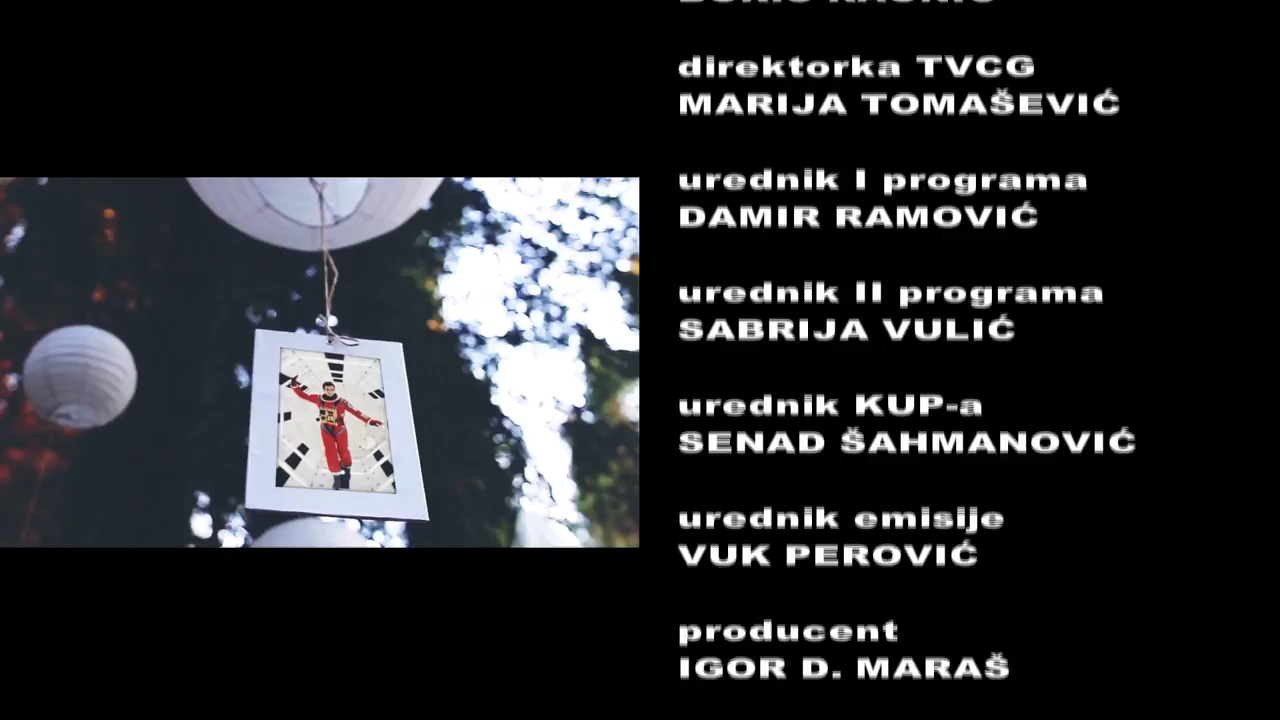 direktorka TVCG
MARIJA TOMAŠEVIĆ
urednik I programa
DAMIR RAMOVIĆ
urednik II programa
SABRIJA VULIĆ
urednik KUP-a
SENAD ŠAHMANOVIĆ
urednik emisije
VUK PEROVIĆ
producent
IGOR D. MARAŠ